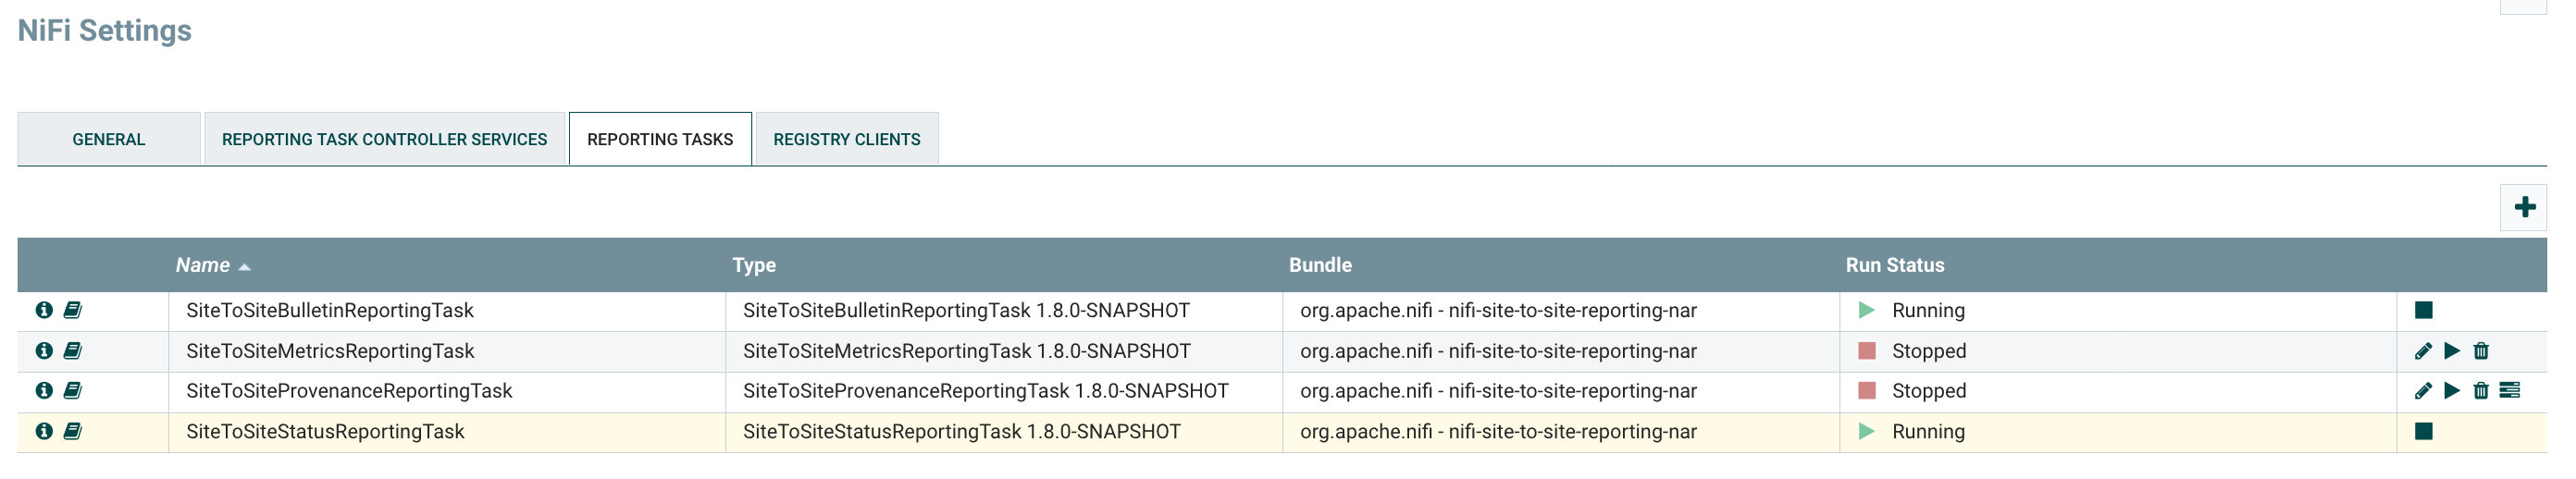 NiFi Settings
GENERAL REPORTING TASK CONTROLLER SERVICES REPORTING TASKS REGISTRY CLIENTS
Name Type Bundle Run Status
SiteToSiteBulletinReportingTask SiteToSiteBulletinReportingTask 1.8.0-SNAPSHOT org.apache.nifi - nifi-site-to-site-reporting-nar Running
SiteToSiteMetricsReportingTask SiteToSiteMetricsReportingTask 1.8.0-SNAPSHOT org.apache.nifi - nifi-site-to-site-reporting-nar Stopped
SiteToSiteProvenanceReportingTask SiteToSiteProvenanceReportingTask 1.8.0-SNAPSHOT org.apache.nifi - nifi-site-to-site-reporting-nar Stopped
SiteToSiteStatusReportingTask SiteToSiteStatusReportingTask 1.8.0-SNAPSHOT org.apache.nifi - nifi-site-to-site-reporting-nar Running